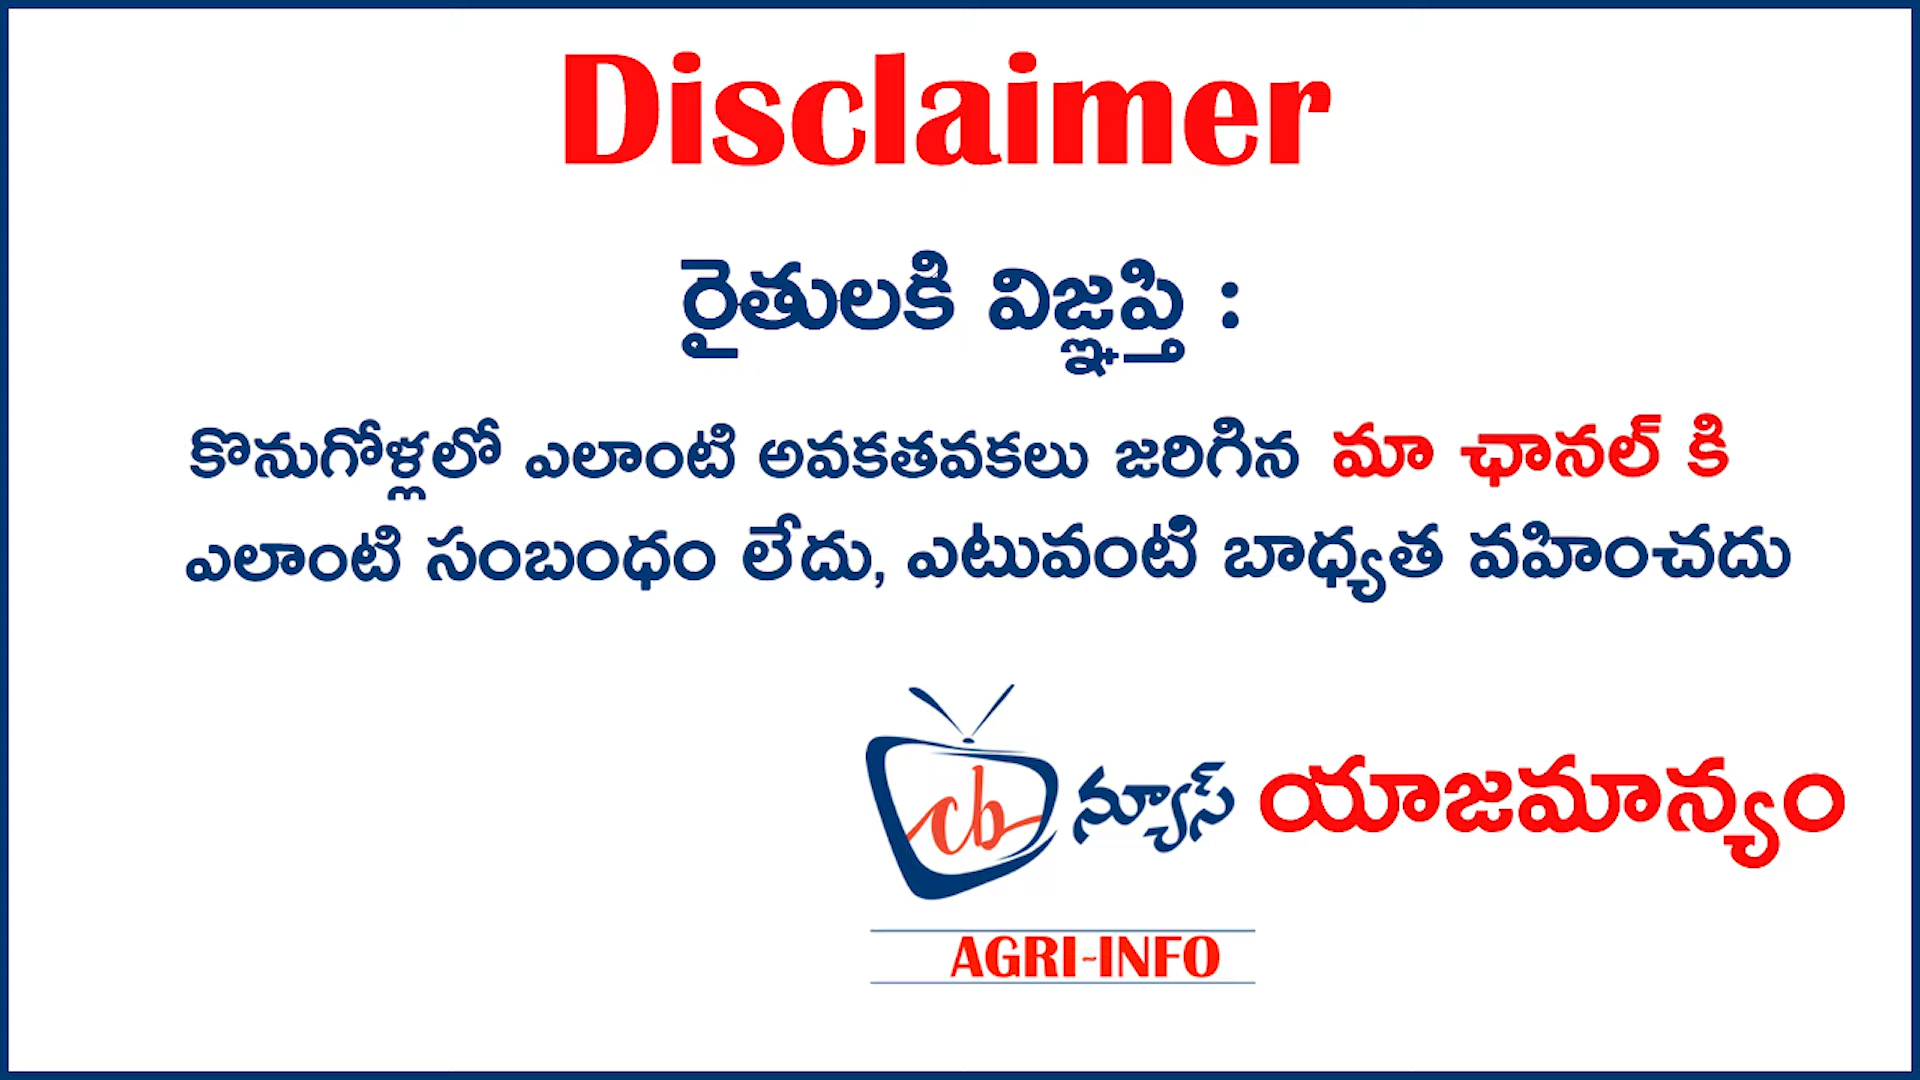 Disclaimer
రైతులకి విజ్ఞప్తి :
కొనుగోళ్లలో ఎలాంటి అవకతవకలు జరిగిన మా ఛానల్ కి
ఎలాంటి సంబంధం లేదు, ఎటువంటి బాధ్యత వహించదు
cb న్యూస్ యాజమాన్యం
AGRI-INFO